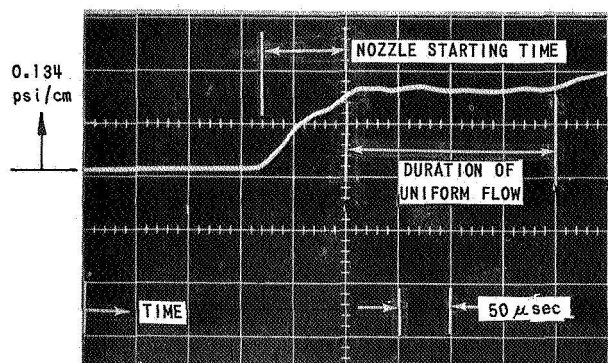 NOZZLE STARTING TIME
0.134
psi/cm
DURATION OF
UNIFORM FLOW
TIME
50 μsec